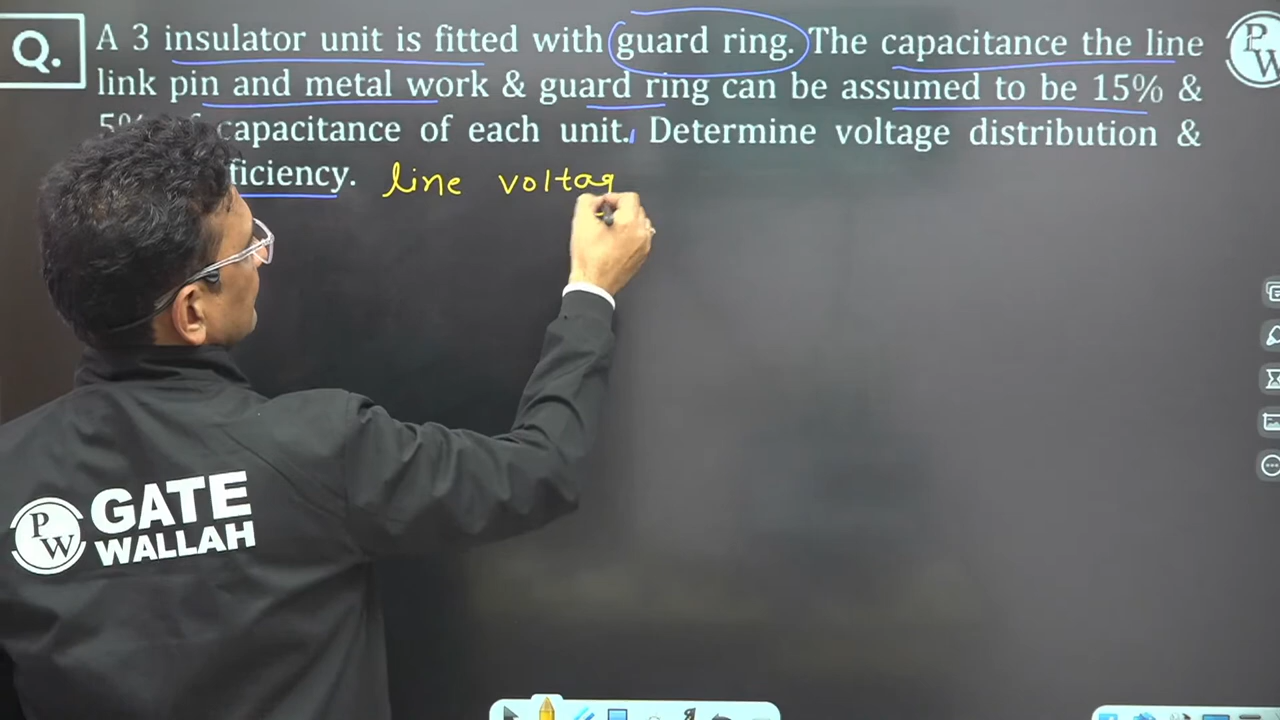 Q.
A 3 insulator unit is fitted with guard ring. The capacitance the line
link pin and metal work & guard ring can be assumed to be 15% &
capacitance of each unit. Determine voltage distribution &
line voltag
PW
GATE
WALLAH